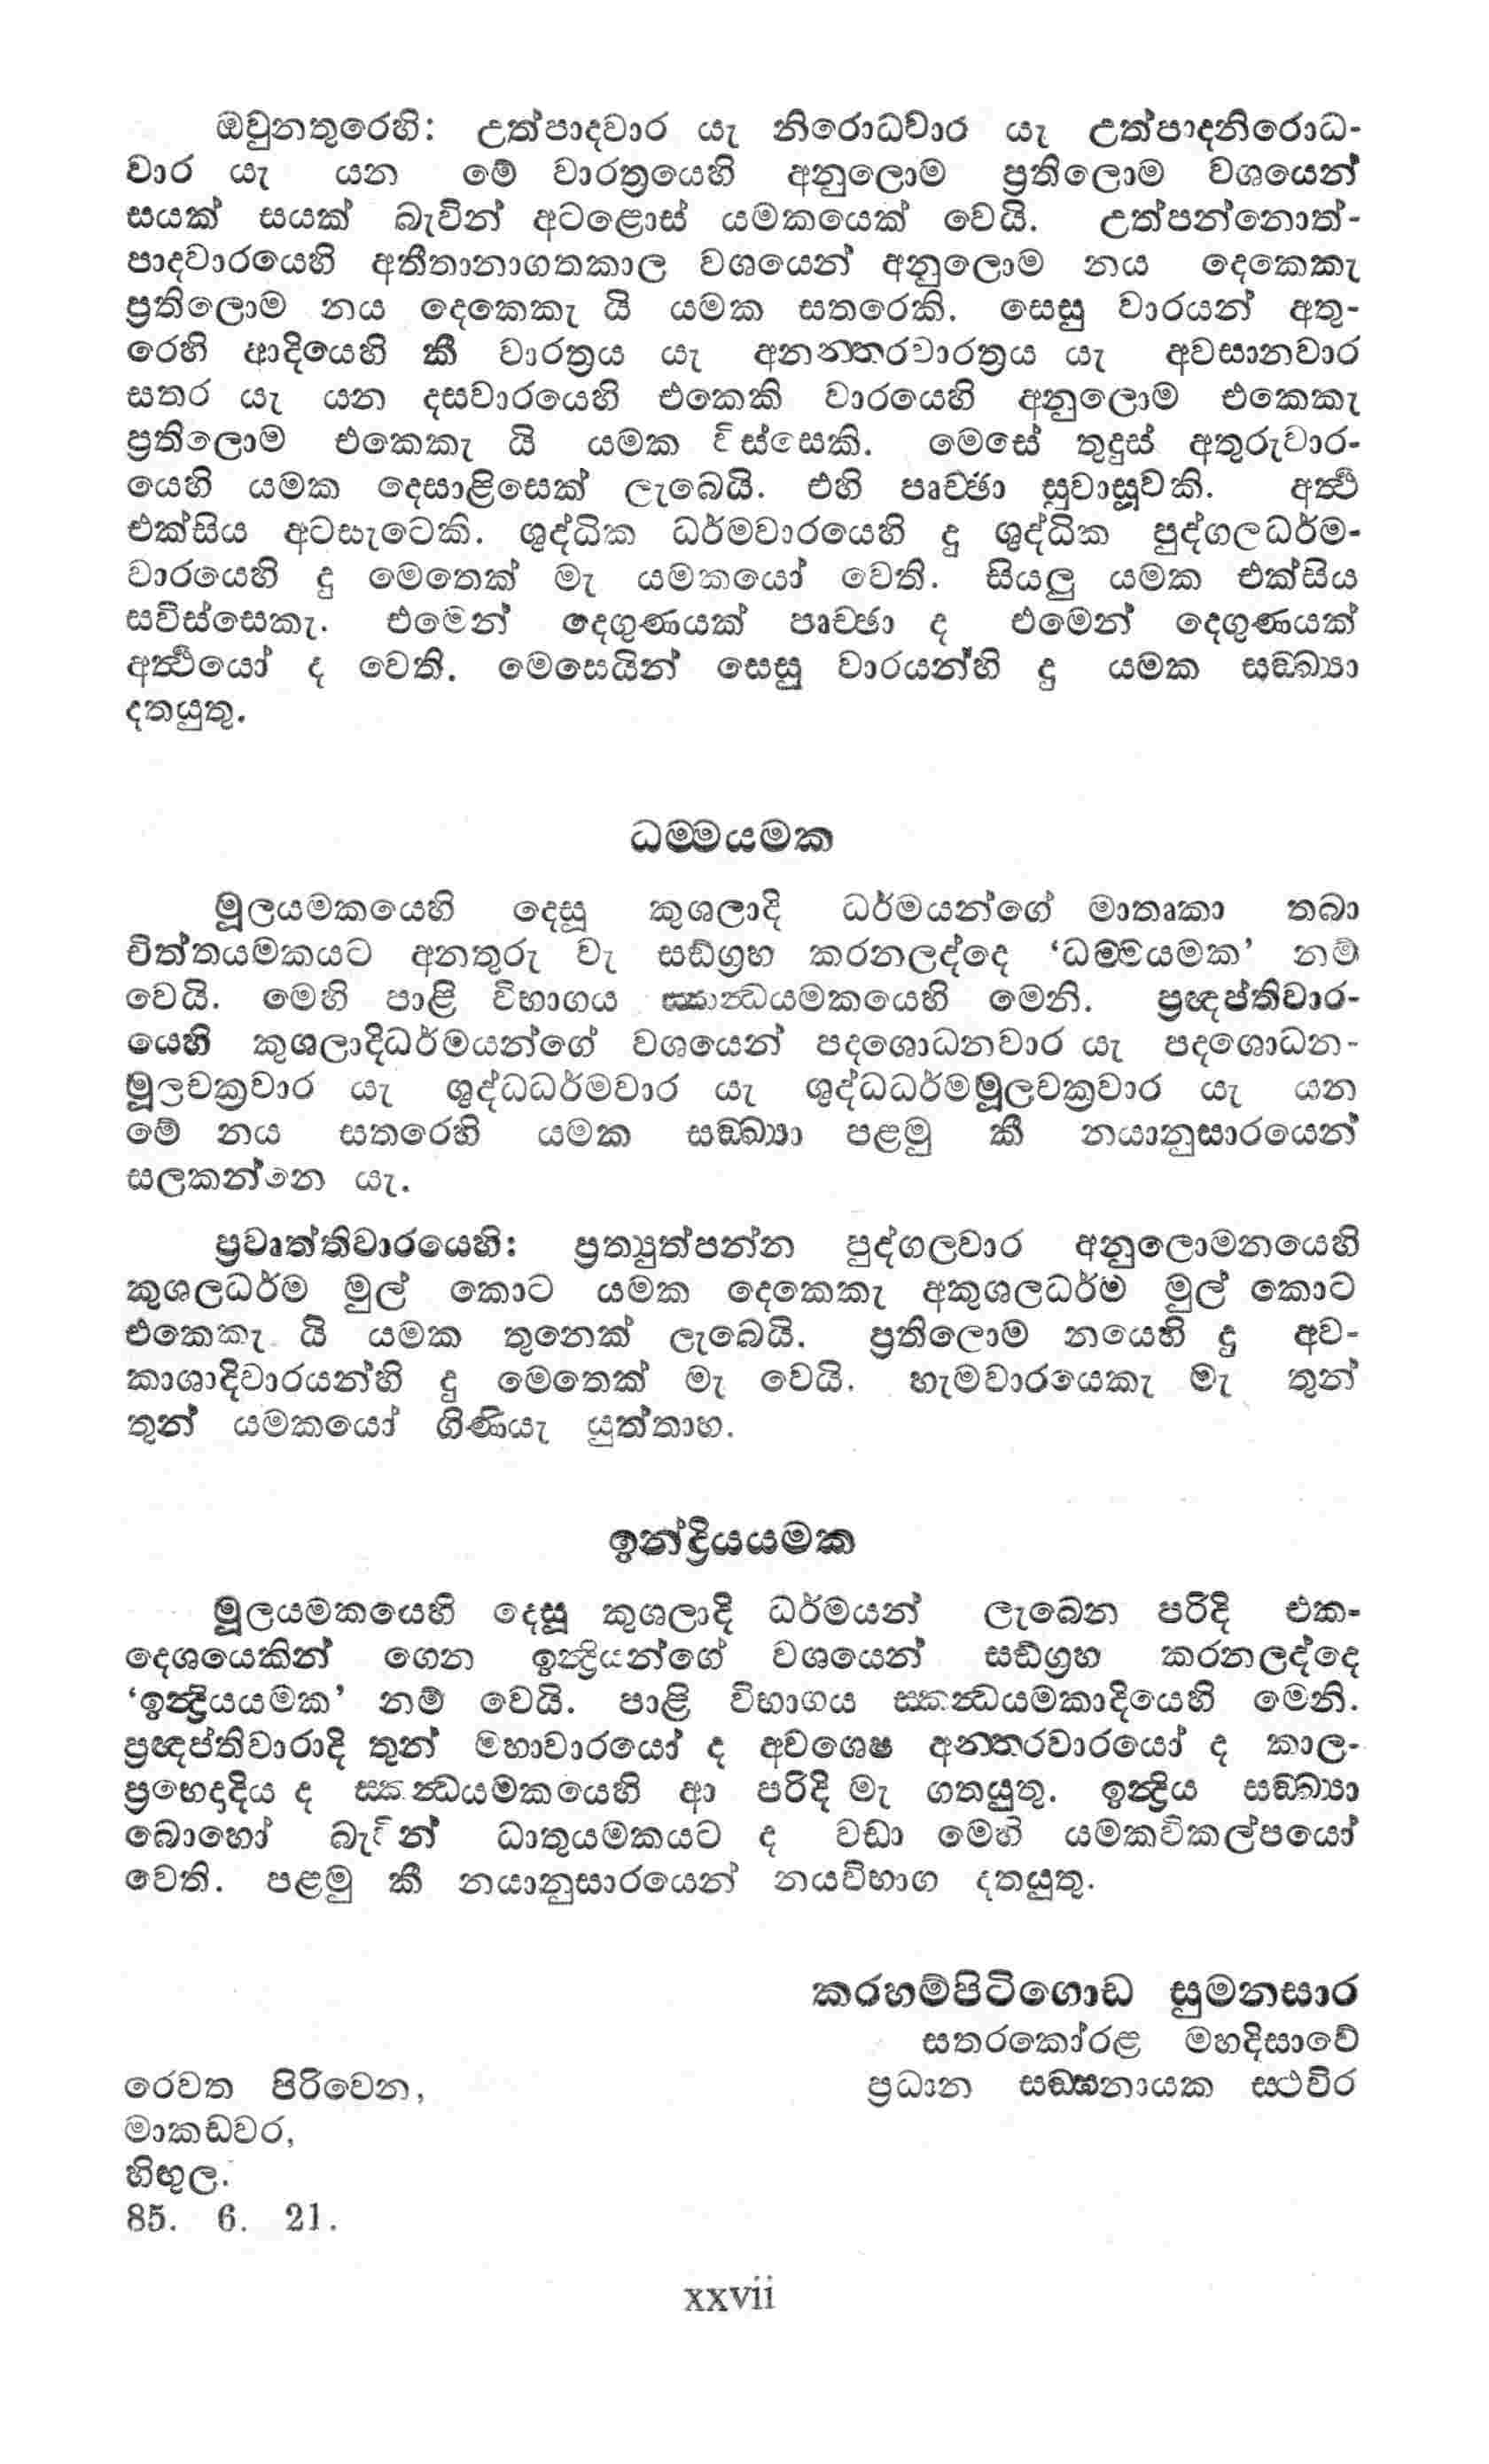 ඔවුනතුරෙහි: උත්පාදවාර යැ නිරොධවාර යැ උත්පාදනිරොධ-
වාර යැ යන මේ වාරත්‍රයෙහි අනුලොම ප්‍රතිලොම වශයෙන්
සයක් සයක් බැවින් අටළොස් යමකයෙක් වෙයි. උත්පන්නොත්-
පාදවාරයෙහි අතීතානාගතකාල වශයෙන් අනුලොම නය දෙකෙකැ
ප්‍රතිලොම නය දෙකෙකැ යි යමක සතරෙකි. සෙසු වාරයන් අතු-
රෙහි ආදියෙහි කී වාරත්‍රය යැ අනන්තරවාරත්‍රය යැ අවසානවාර
සතර යැ යන දසවාරයෙහි එකෙකි වාරයෙහි අනුලොම එකෙකැ
ප්‍රතිලොම එකෙකැ යි යමක විස්සෙකි. මෙසේ තුදුස් අතුරුවාර-
යෙහි යමක දෙසාළිසෙක් ලැබෙයි. එහි පෘච්ඡා සුවාසූවකි. අර්‍ත්‍ථ
එක්සිය අටසැටෙකි. ශුද්ධික ධර්මවාරයෙහි දු ශුද්ධික පුද්ගලධර්ම-
වාරයෙහි දු මෙතෙක් මැ යමකයෝ වෙති. සියලු යමක එක්සිය
සවිස්සෙකැ. එමෙන් දෙගුණයක් පෘච්ඡා ද එමෙන් දෙගුණයක්
අර්‍ත්‍ථයෝ ද වෙති. මෙසෙයින් සෙසු වාරයන්හි දු යමක සඞ්ඛ්‍යා
දතයුතු.
ධම්මයමක
මූලයමකයෙහි දෙසූ කුශලාදි ධර්මයන්ගේ මාතෘකා තබා
චිත්තයමකයට අනතුරු වැ සඞ්ග්‍රහ කරනලද්දෙ ‘ධම්මයමක’ නම්
වෙයි. මෙහි පාළි විභාගය ස්කන්ධයමකයෙහි මෙනි. ප්‍රඥප්තිවාර-
යෙහි කුශලාදිධර්මයන්ගේ වශයෙන් පදශොධනවාර යැ පදශොධන-
මූලචක්‍රවාර යැ ශුද්ධධර්මවාර යැ ශුද්ධධර්මමූලචක්‍රවාර යැ යන
මේ නය සතරෙහි යමක සඞ්ඛ්‍යා පළමු කී නයානුසාරයෙන්
සලකන්නෙ යැ.
ප්‍රවෘත්තිවාරයෙහි: ප්‍රත්‍යුත්පන්න පුද්ගලවාර අනුලොමනයෙහි
කුශලධර්ම මුල් කොට යමක දෙකෙකැ අකුශලධර්ම මුල් කොට
එකෙකැ යි යමක තුනෙක් ලැබෙයි. ප්‍රතිලොම නයෙහි දු අව-
කාශාදිවාරයන්හි දු මෙතෙක් මැ වෙයි. හැමවාරයෙකැ මැ තුන්
තුන් යමකයෝ ගිණියැ යුත්තාහ.
ඉන්ද්‍රියයමක
මූලයමකයෙහි දෙසූ කුශලාදි ධර්මයන් ලැබෙන පරිදි එක-
දෙශයෙකින් ගෙන ඉන්ද්‍රියන්ගේ වශයෙන් සඞ්ග්‍රහ කරනලද්දෙ
‘ඉන්ද්‍රියයමක’ නම් වෙයි. පාළි විභාගය ස්කන්ධයමකාදියෙහි මෙනි.
ප්‍රඥප්තිවාරාදි තුන් මහාවාරයෝ ද අවශෙෂ අන්තරවාරයෝ ද කාල-
ප්‍රභෙදාදිය ද ස්කන්ධයමකයෙහි ආ පරිදි මැ ගතයුතු. ඉන්ද්‍රිය සඞ්ඛ්‍යා
බොහෝ බැවින් ධාතුයමකයට ද වඩා මෙහි යමකවිකල්පයෝ
වෙති. පළමු කී නයානුසාරයෙන් නයවිභාග දතයුතු.
කරහම්පිටිගොඩ සුමනසාර
සතරකෝරළ මහදිසාවේ
ප්‍රධාන සඞ්ඝනායක ස්ථවිර
රෙවත පිරිවෙන,
මාකඩවර,
හිඟුල.
85. 6. 21.
xxvii